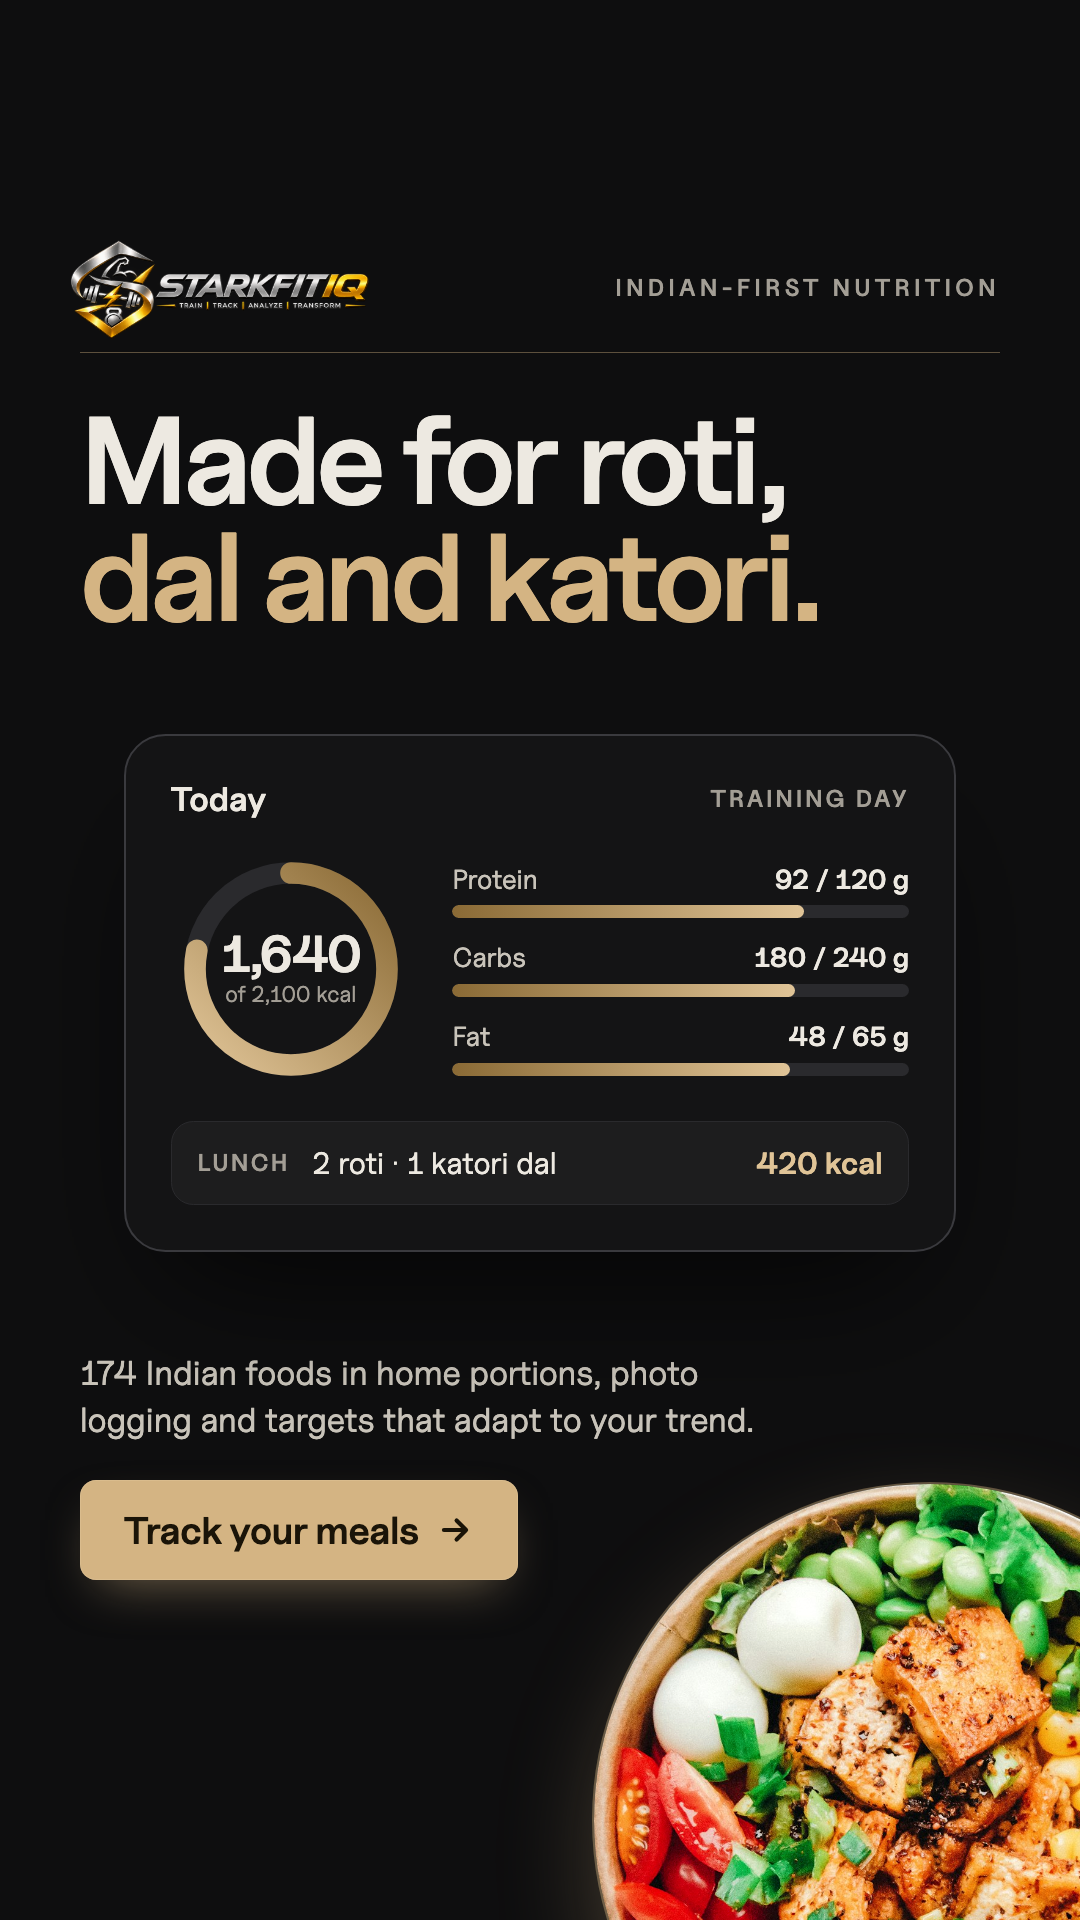 STARKFITIQ
TRAIN | TRACK | ANALYZE | TRANSFORM
INDIAN-FIRST NUTRITION
Made for roti,
dal and katori.
Today
TRAINING DAY
1,640
of 2,100 kcal
Protein 92 / 120 g
Carbs 180 / 240 g
Fat 48 / 65 g
LUNCH 2 roti · 1 katori dal 420 kcal
174 Indian foods in home portions, photo
logging and targets that adapt to your trend.
Track your meals →